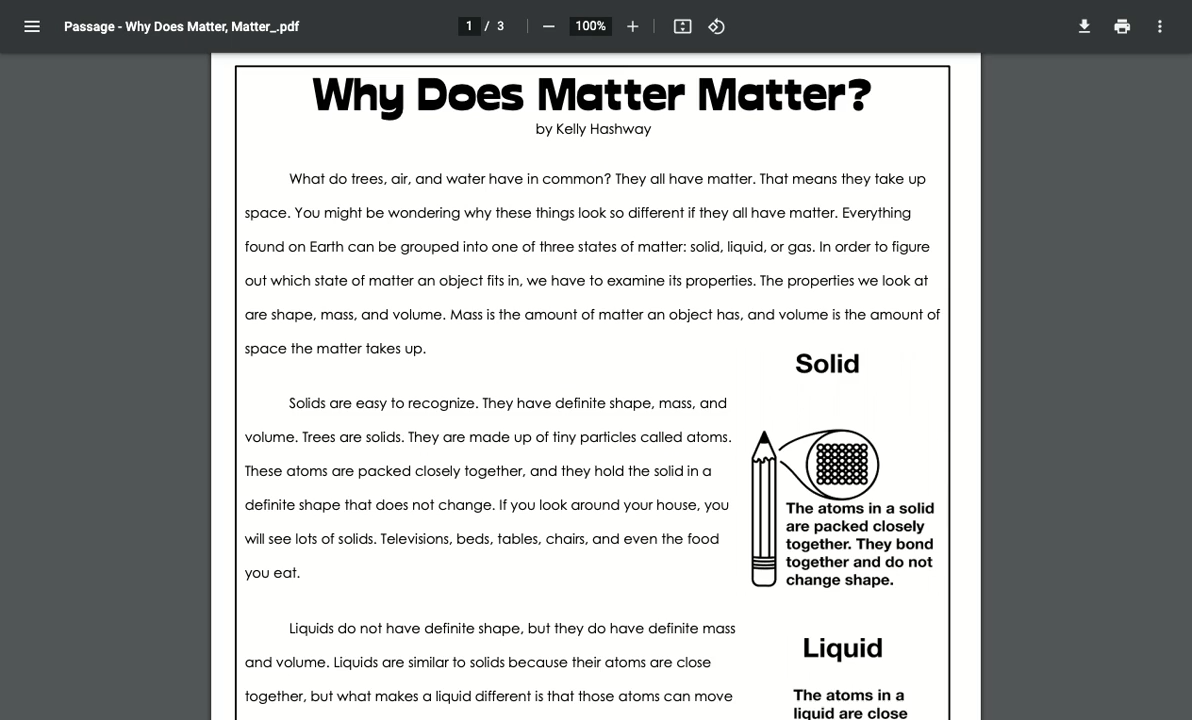 Passage - Why Does Matter, Matter_.pdf
1 / 3
100%
Why Does Matter Matter?
by Kelly Hashway
What do trees, air, and water have in common? They all have matter. That means they take up
space. You might be wondering why these things look so different if they all have matter. Everything
found on Earth can be grouped into one of three states of matter: solid, liquid, or gas. In order to figure
out which state of matter an object fits in, we have to examine its properties. The properties we look at
are shape, mass, and volume. Mass is the amount of matter an object has, and volume is the amount of
space the matter takes up.
Solids are easy to recognize. They have definite shape, mass, and
volume. Trees are solids. They are made up of tiny particles called atoms.
These atoms are packed closely together, and they hold the solid in a
definite shape that does not change. If you look around your house, you
will see lots of solids. Televisions, beds, tables, chairs, and even the food
you eat.
Solid
The atoms in a solid
are packed closely
together. They bond
together and do not
change shape.
Liquids do not have definite shape, but they do have definite mass
and volume. Liquids are similar to solids because their atoms are close
together, but what makes a liquid different is that those atoms can move
Liquid
The atoms in a
liquid are close